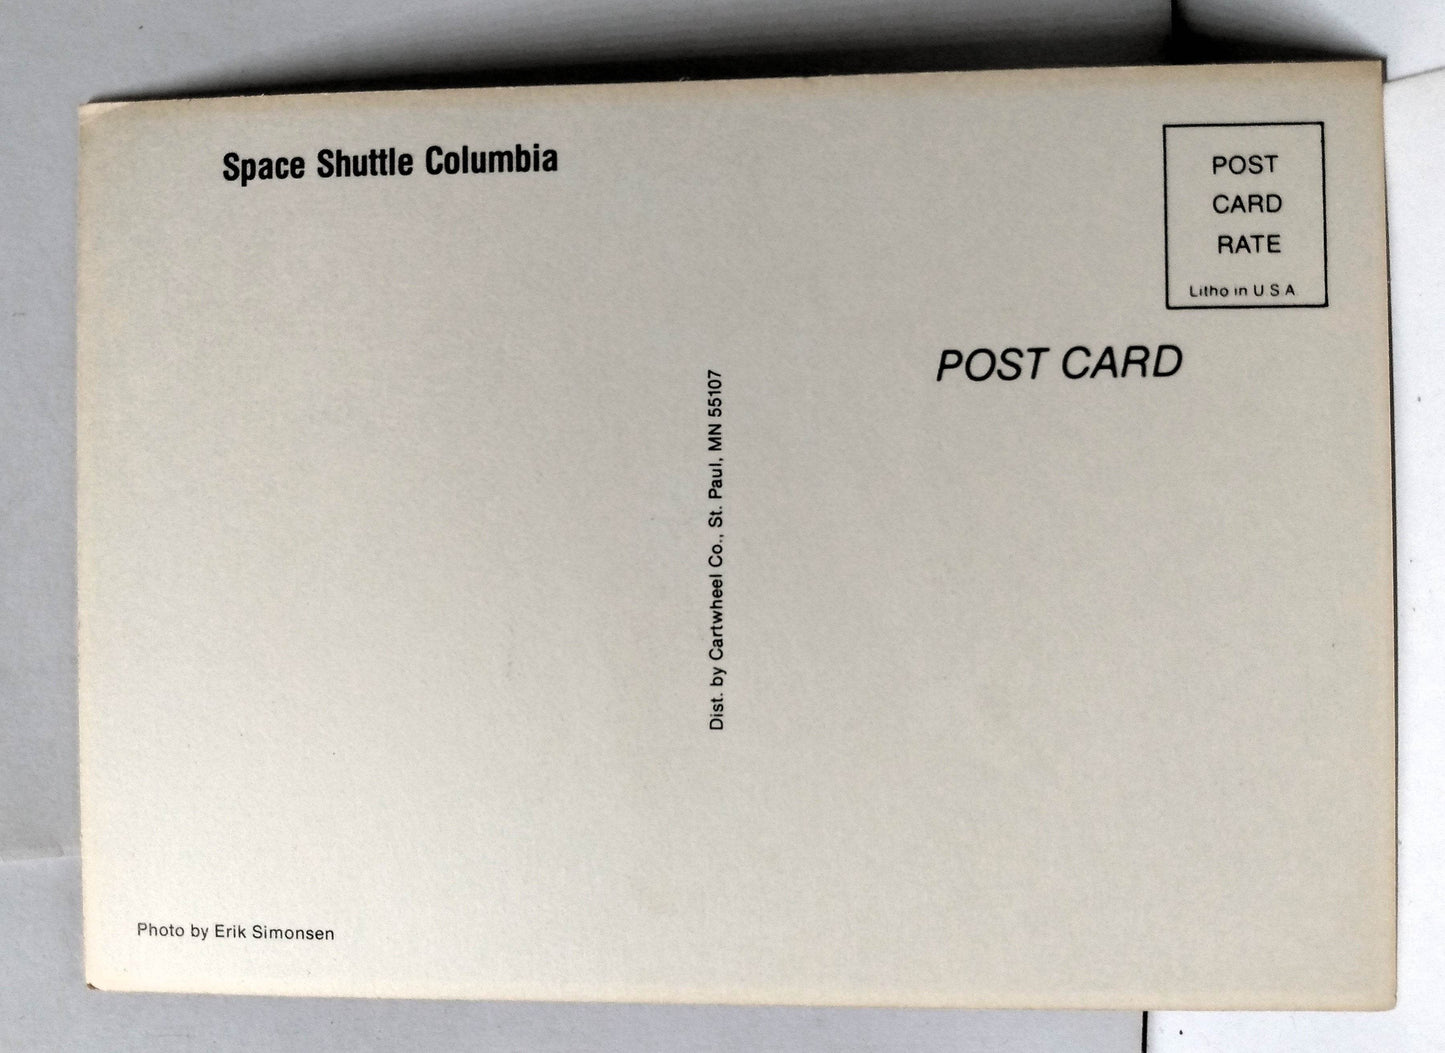 Space Shuttle Columbia
POST
CARD
RATE
Litho in U S A
POST CARD
Dist. by Cartwheel Co., St. Paul, MN 55107
Photo by Erik Simonsen